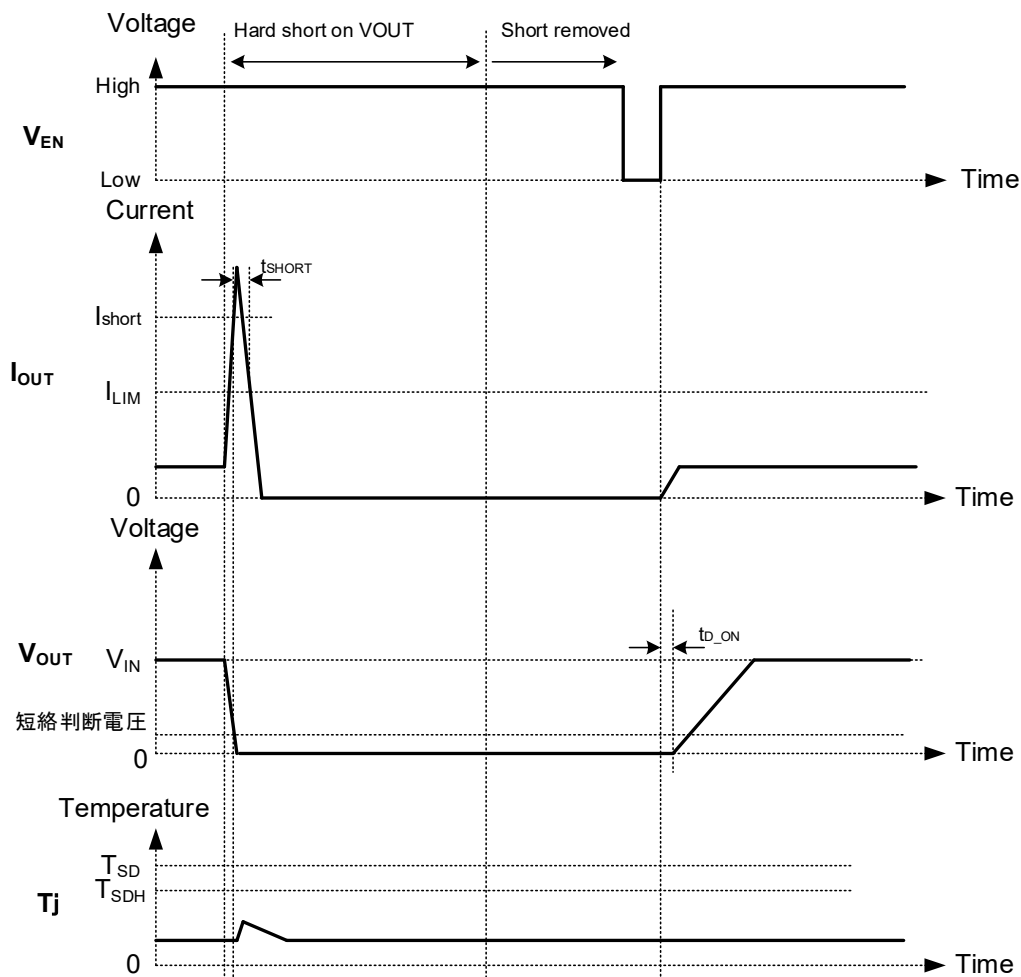 Voltage
Hard short on VOUT
Short removed
High
VEN
Low
Time
Current
tSHORT
Ishort
IOUT
ILIM
0
Time
Voltage
tD_ON
VOUT
VIN
短絡判断電圧
0
Time
Temperature
TSD
TSDH
Tj
0
Time